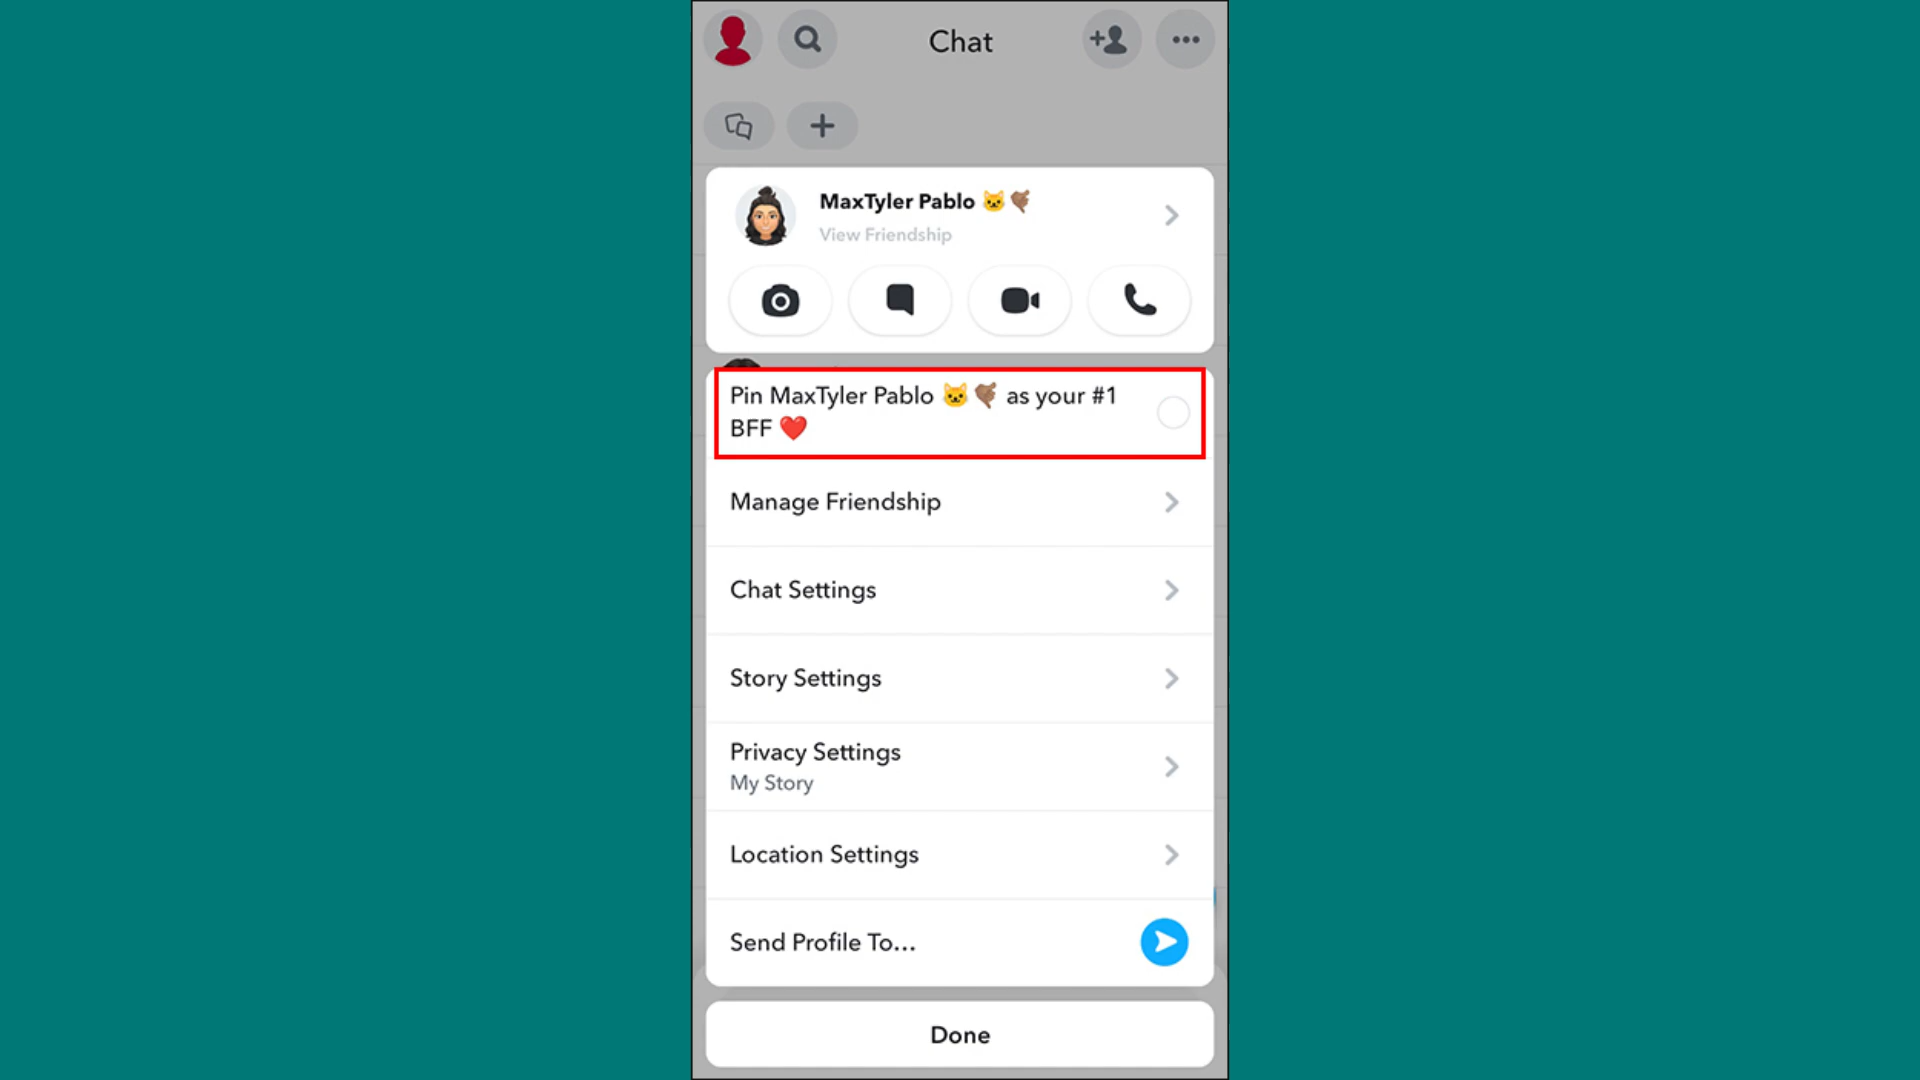 Chat
MaxTyler Pablo 🐱🤙🏽
View Friendship
Pin MaxTyler Pablo 🐱🤙🏽 as your #1
BFF ❤️
Manage Friendship
Chat Settings
Story Settings
Privacy Settings
My Story
Location Settings
Send Profile To...
Done